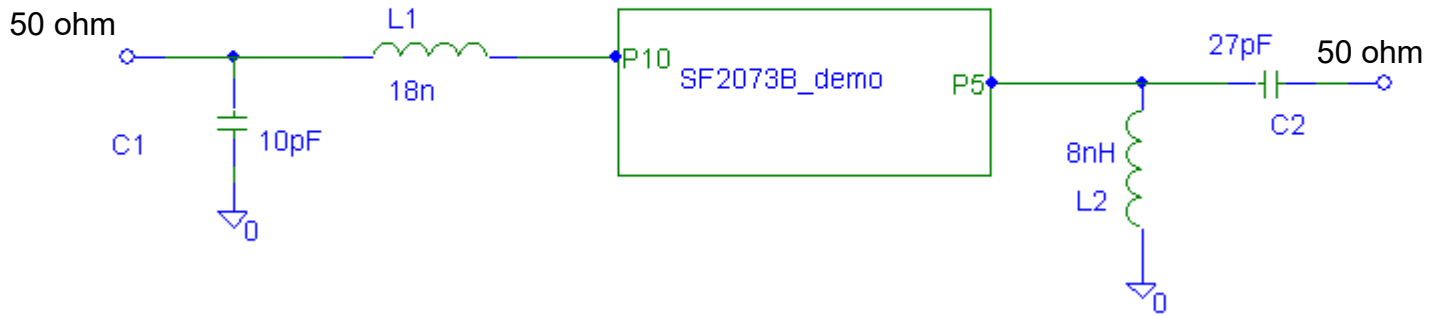 50 ohm
L1
18n
C1
10pF
0
P10
SF2073B_demo
P5
27pF
50 ohm
C2
8nH
L2
0